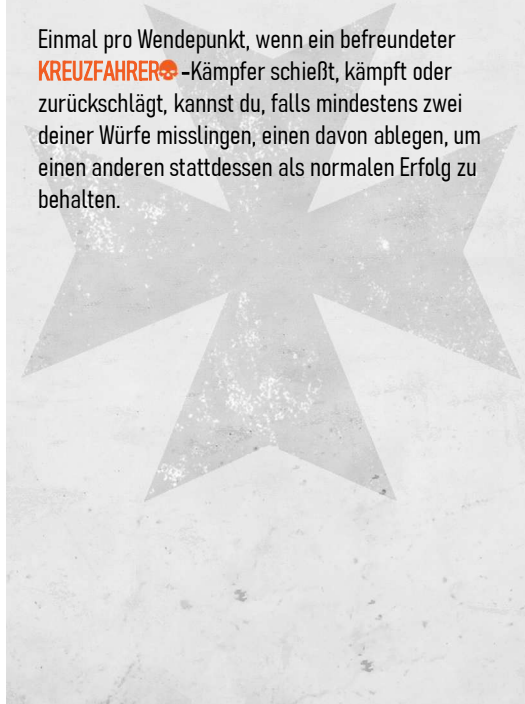 Einmal pro Wendepunkt, wenn ein befreundeter
KREUZFAHRER -Kämpfer schießt, kämpft oder
zurückschlägt, kannst du, falls mindestens zwei
deiner Würfe misslingen, einen davon ablegen, um
einen anderen stattdessen als normalen Erfolg zu
behalten.